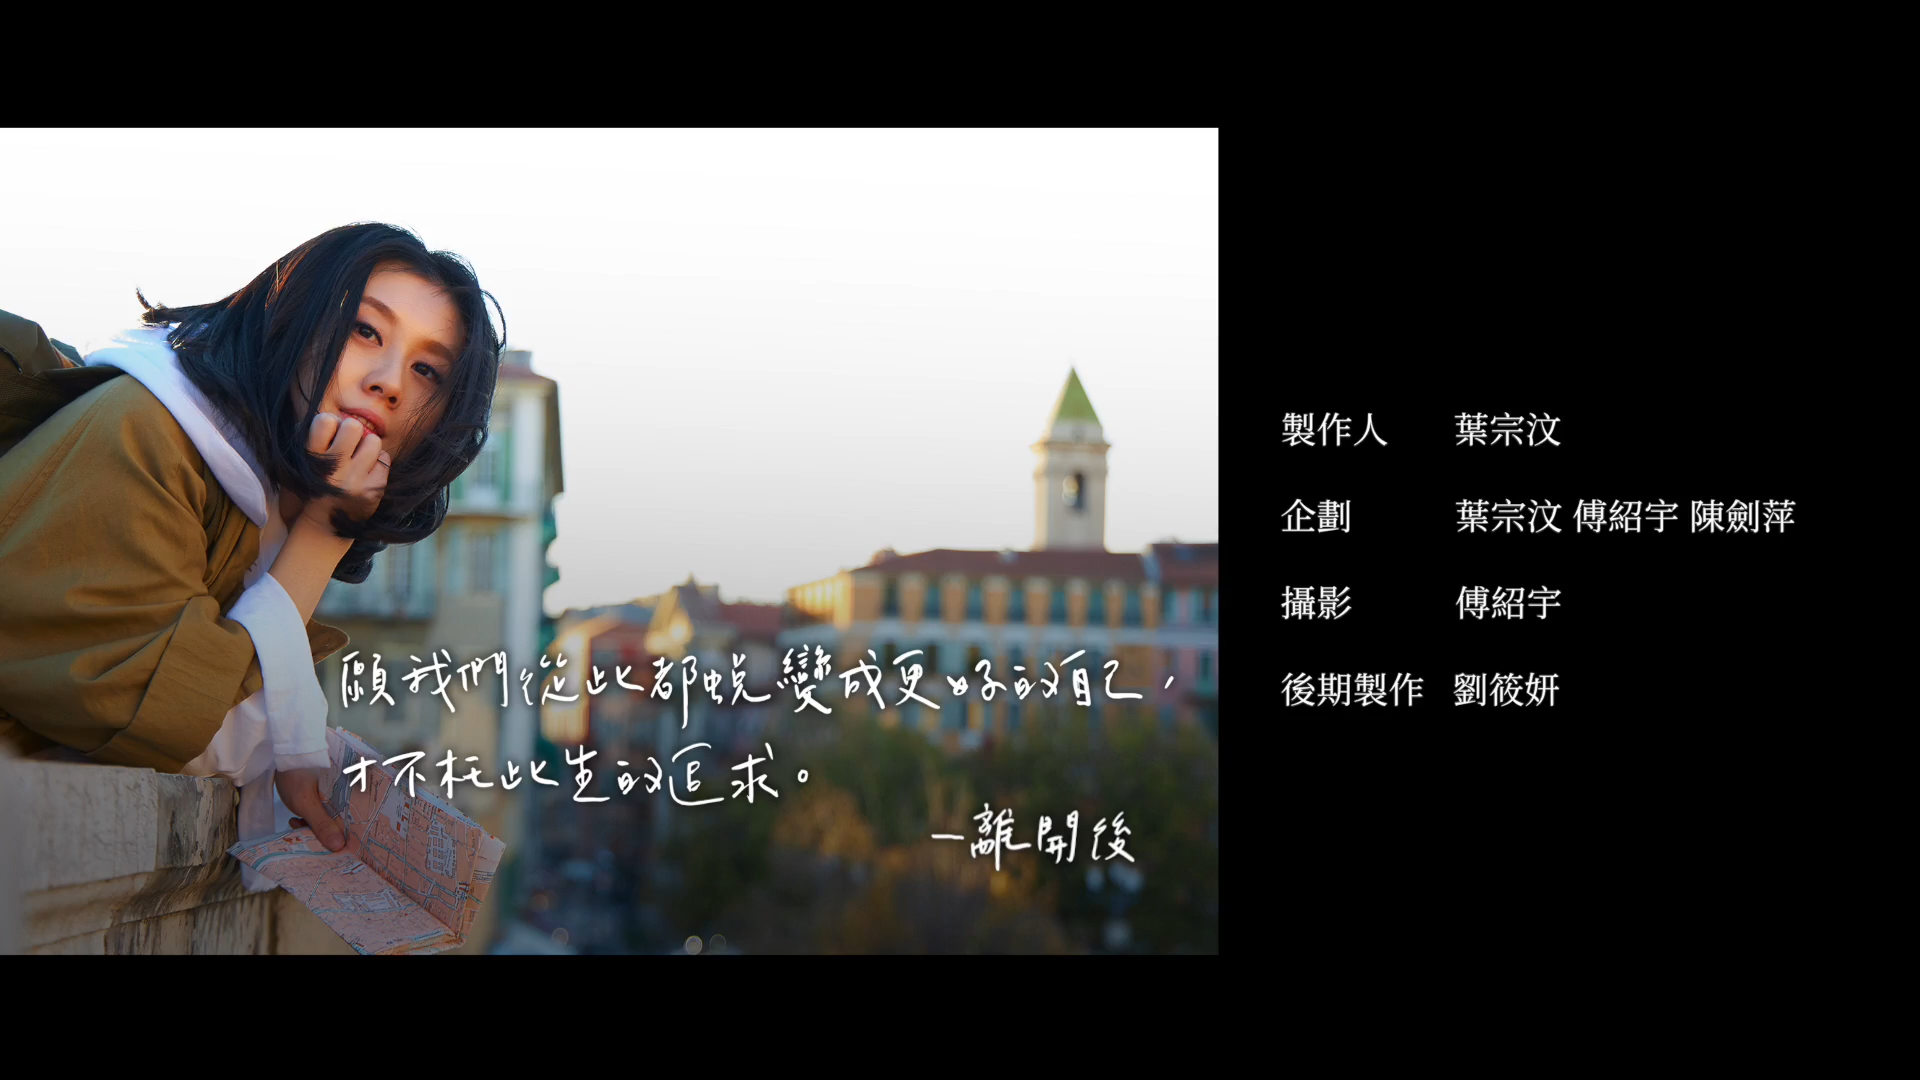 願我們從此都蛻變成更好的自己，
才不枉此生的追求。
—離開後
製作人 葉宗汶
企劃 葉宗汶 傅紹宇 陳劍萍
攝影 傅紹宇
後期製作 劉筱妍